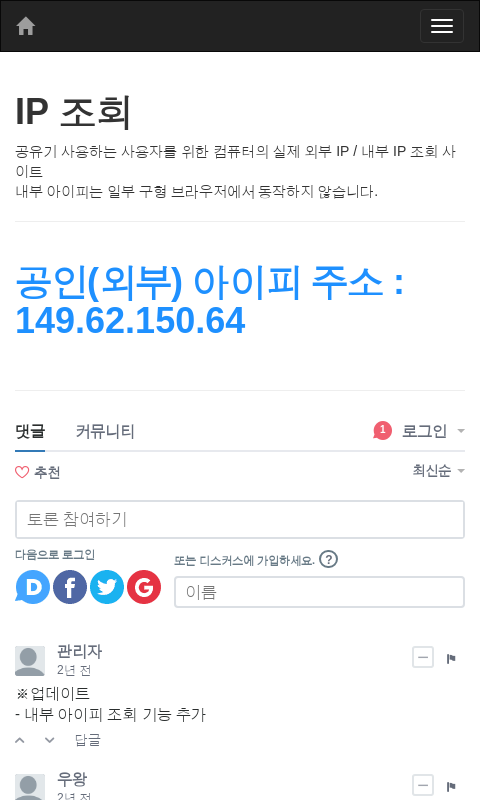 IP 조회
공유기 사용하는 사용자를 위한 컴퓨터의 실제 외부 IP / 내부 IP 조회 사
이트
내부 아이피는 일부 구형 브라우저에서 동작하지 않습니다.
공인(외부) 아이피 주소 :
149.62.150.64
댓글 커뮤니티 1 로그인
추천 최신순
토론 참여하기
다음으로 로그인
또는 디스커스에 가입하세요. ?
D f G
이름
관리자
2년 전
※업데이트
- 내부 아이피 조회 기능 추가
답글
우왕
2년 전